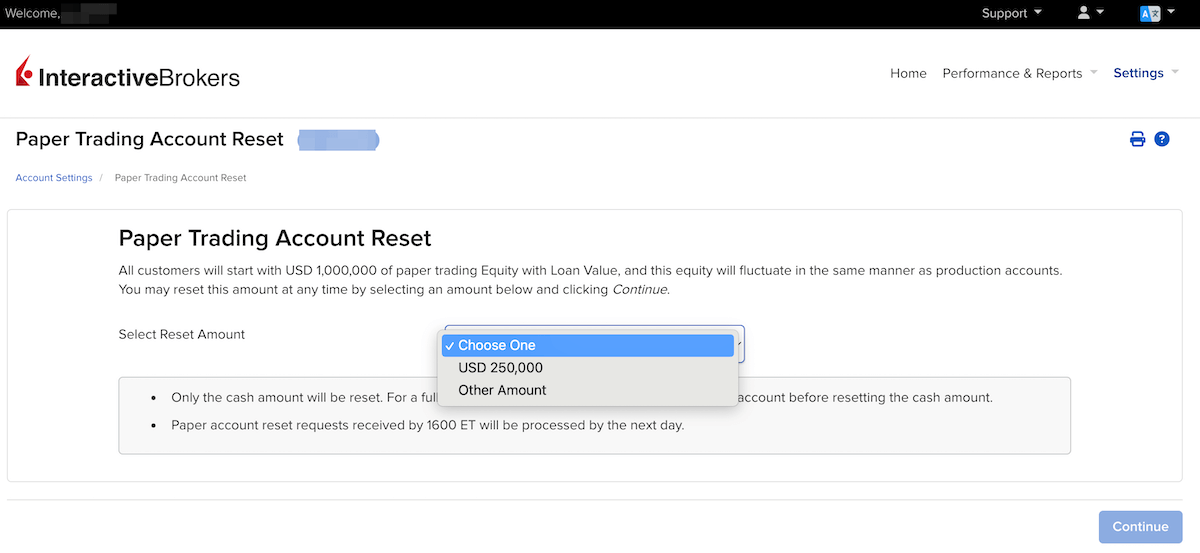 Welcome,
Support
InteractiveBrokers
Home Performance & Reports Settings
Paper Trading Account Reset
Account Settings / Paper Trading Account Reset
Paper Trading Account Reset
All customers will start with USD 1,000,000 of paper trading Equity with Loan Value, and this equity will fluctuate in the same manner as production accounts.
You may reset this amount at any time by selecting an amount below and clicking Continue.
Select Reset Amount
✓ Choose One
USD 250,000
Other Amount
• Only the cash amount will be reset. For a account before resetting the cash amount.
• Paper account reset requests received by 1600 ET will be processed by the next day.
Continue